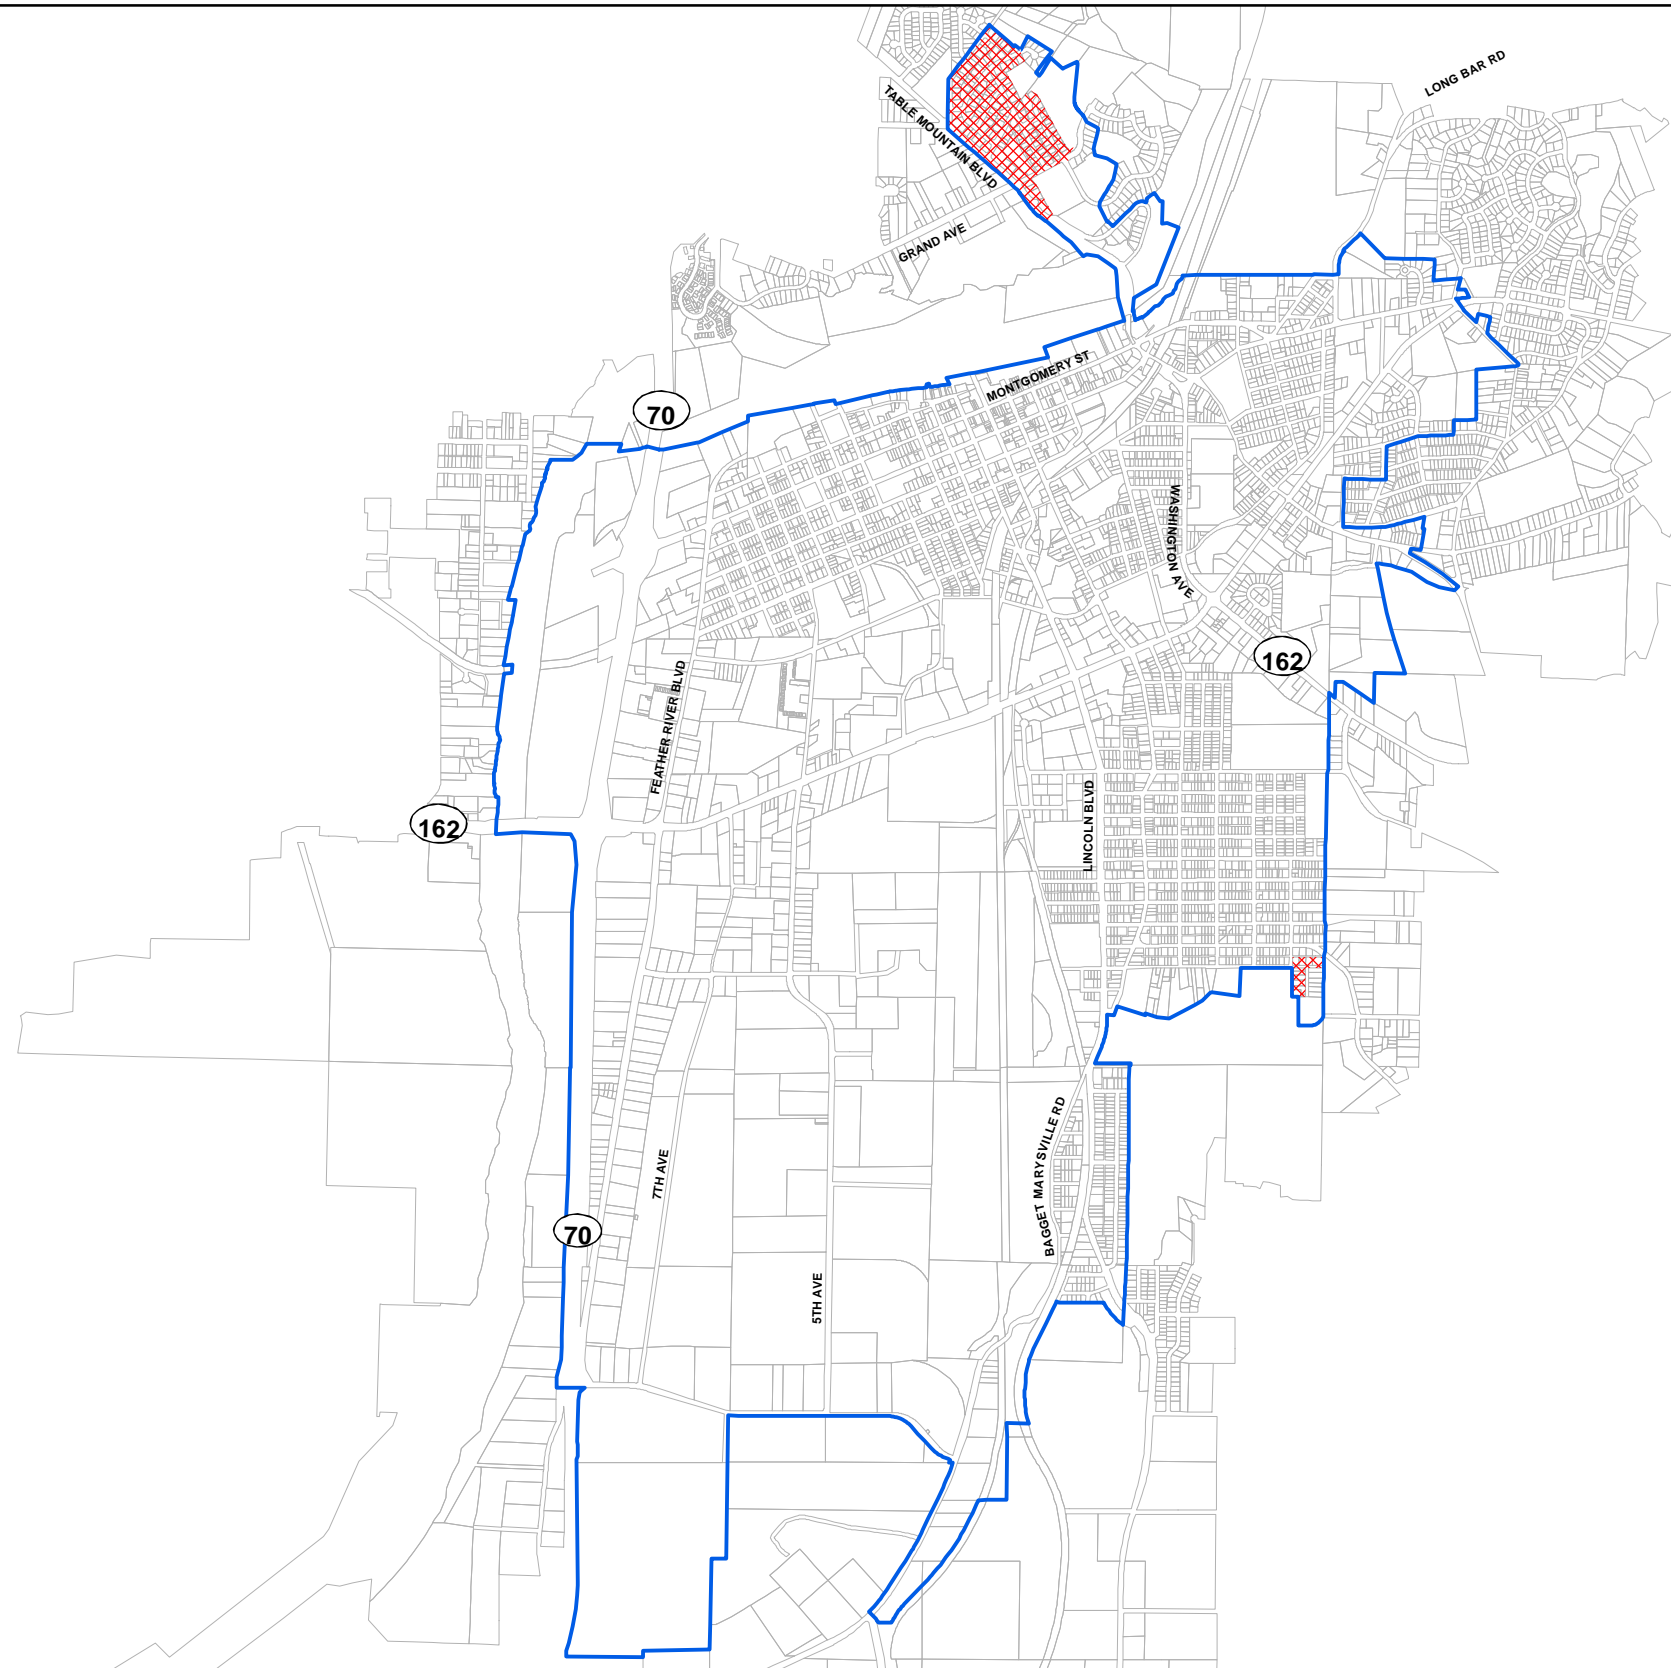 LONG BAR RD
TABLE MOUNTAIN BLVD
GRAND AVE
MONTGOMERY ST
70
WASHINGTON AVE
162
FEATHER RIVER BLVD
162
LINCOLN BLVD
BAGGET MARYSVILLE RD
7TH AVE
70
5TH AVE